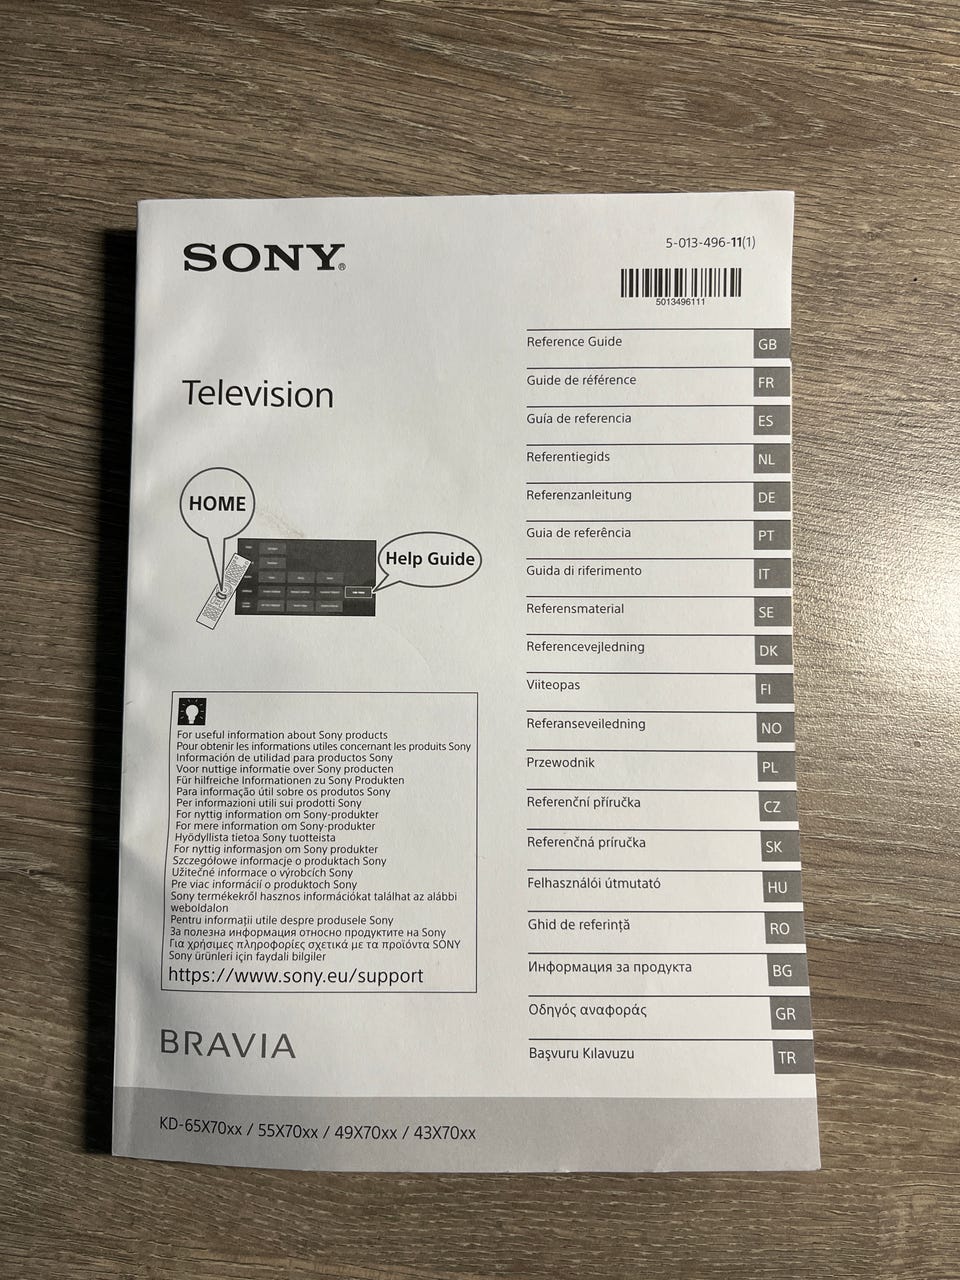 SONY®
5-013-496-11(1)
5013496111
Television
HOME
Help Guide
Reference Guide GB
Guide de référence FR
Guía de referencia ES
Referentiegids NL
Referenzanleitung DE
Guia de referência PT
Guida di riferimento IT
Referensmaterial SE
Referencevejledning DK
Viiteopas FI
Referanseveiledning NO
Przewodnik PL
Referenční příručka CZ
Referenčná príručka SK
Felhasználói útmutató HU
Ghid de referință RO
Информация за продукта BG
Οδηγός αναφοράς GR
Başvuru Kılavuzu TR
For useful information about Sony products
Pour obtenir les informations utiles concernant les produits Sony
Información de utilidad para productos Sony
Voor nuttige informatie over Sony producten
Für hilfreiche Informationen zu Sony Produkten
Para informação útil sobre os produtos Sony
Per informazioni utili sui prodotti Sony
For nyttig information om Sony-produkter
For mere information om Sony-produkter
Hyödyllistä tietoa Sony tuotteista
For nyttig informasjon om Sony produkter
Szczegółowe informacje o produktach Sony
Užitečné informace o výrobcích Sony
Pre viac informácií o produktoch Sony
Sony termékekről hasznos információkat találhat az alábbi
weboldalon
Pentru informații utile despre produsele Sony
За полезна информация относно продуктите на Sony
Για χρήσιμες πληροφορίες σχετικά με τα προϊόντα SONY
Sony ürünleri için faydali bilgiler
https://www.sony.eu/support
BRAVIA
KD-65X70xx / 55X70xx / 49X70xx / 43X70xx